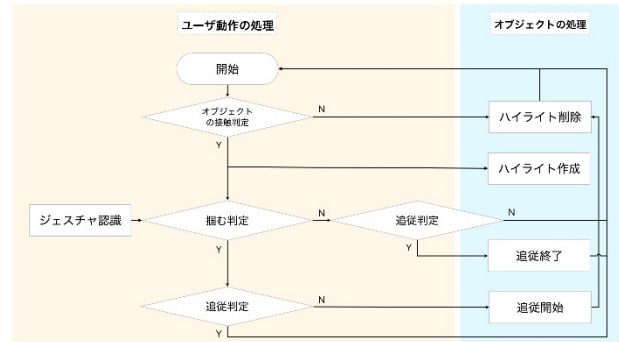 ユーザ動作の処理
オブジェクトの処理
開始
オブジェクト
の接触判定
N
ハイライト削除
Y
ハイライト作成
ジェスチャ認識
掴む判定
N
追従判定
N
Y
Y
追従終了
追従判定
N
追従開始
Y